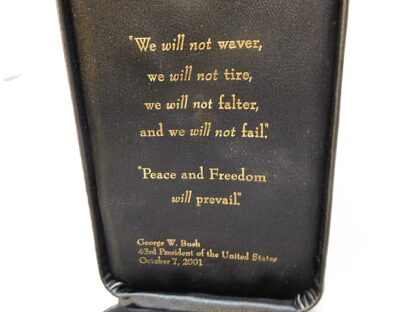 "We will not waver,
we will not tire,
we will not falter,
and we will not fail."
"Peace and Freedom
will prevail."
George W. Bush
43rd President of the United States
October 7, 2001